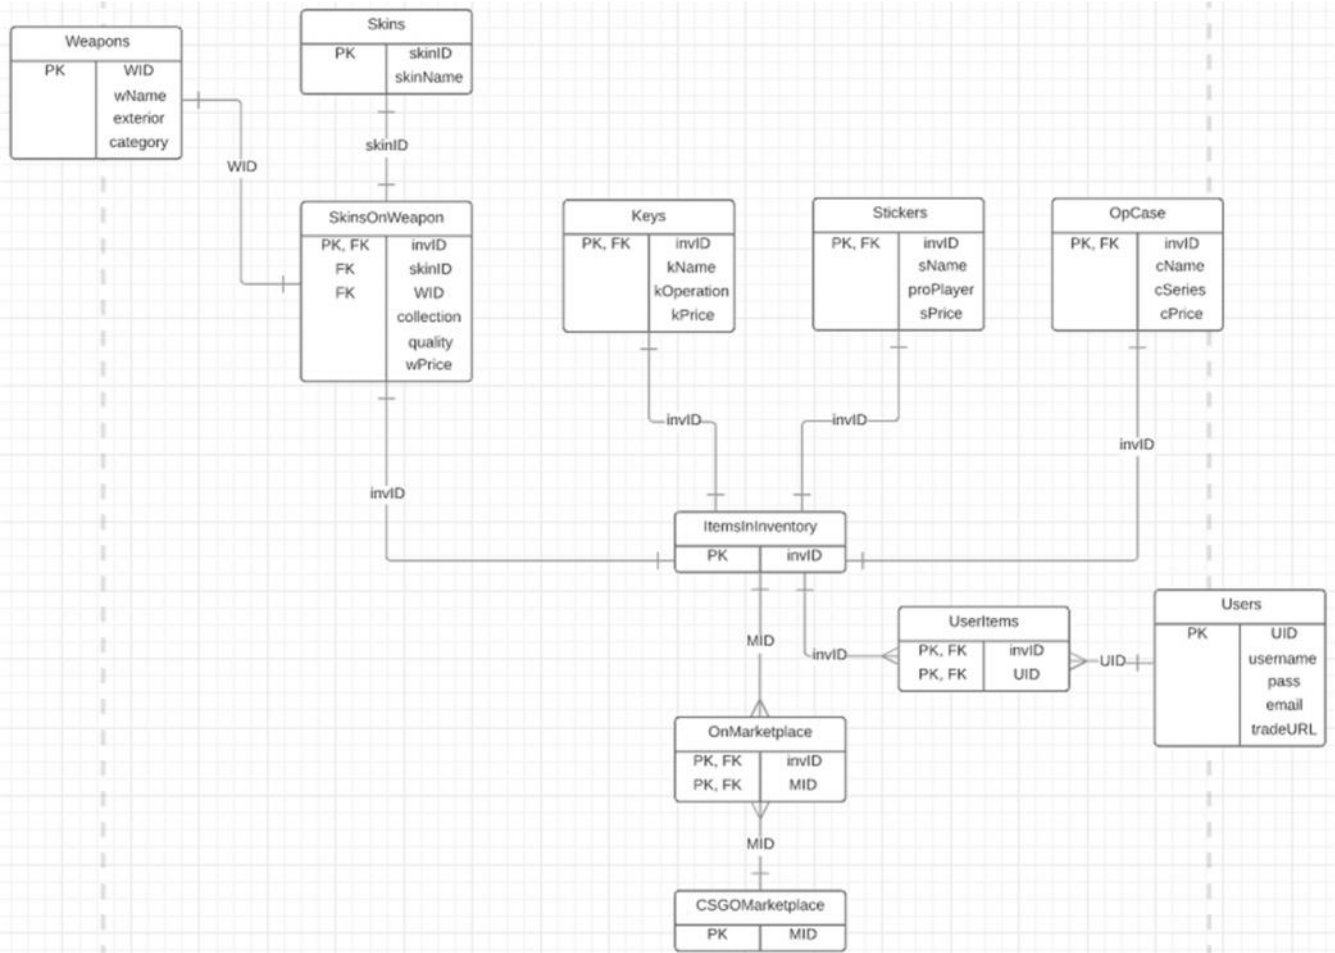 Weapons
PK WID
wName
exterior
category
Skins
PK skinID
skinName
WID
skinID
SkinsOnWeapon
PK, FK invID
FK skinID
FK WID
collection
quality
wPrice
Keys
PK, FK invID
kName
kOperation
kPrice
Stickers
PK, FK invID
sName
proPlayer
sPrice
OpCase
PK, FK invID
cName
cSeries
cPrice
invID
invID
invID
invID
ItemsInInventory
PK invID
MID
invID
UserItems
PK, FK invID
PK, FK UID
UID
Users
PK UID
username
pass
email
tradeURL
OnMarketplace
PK, FK invID
PK, FK MID
MID
CSGOMarketplace
PK MID